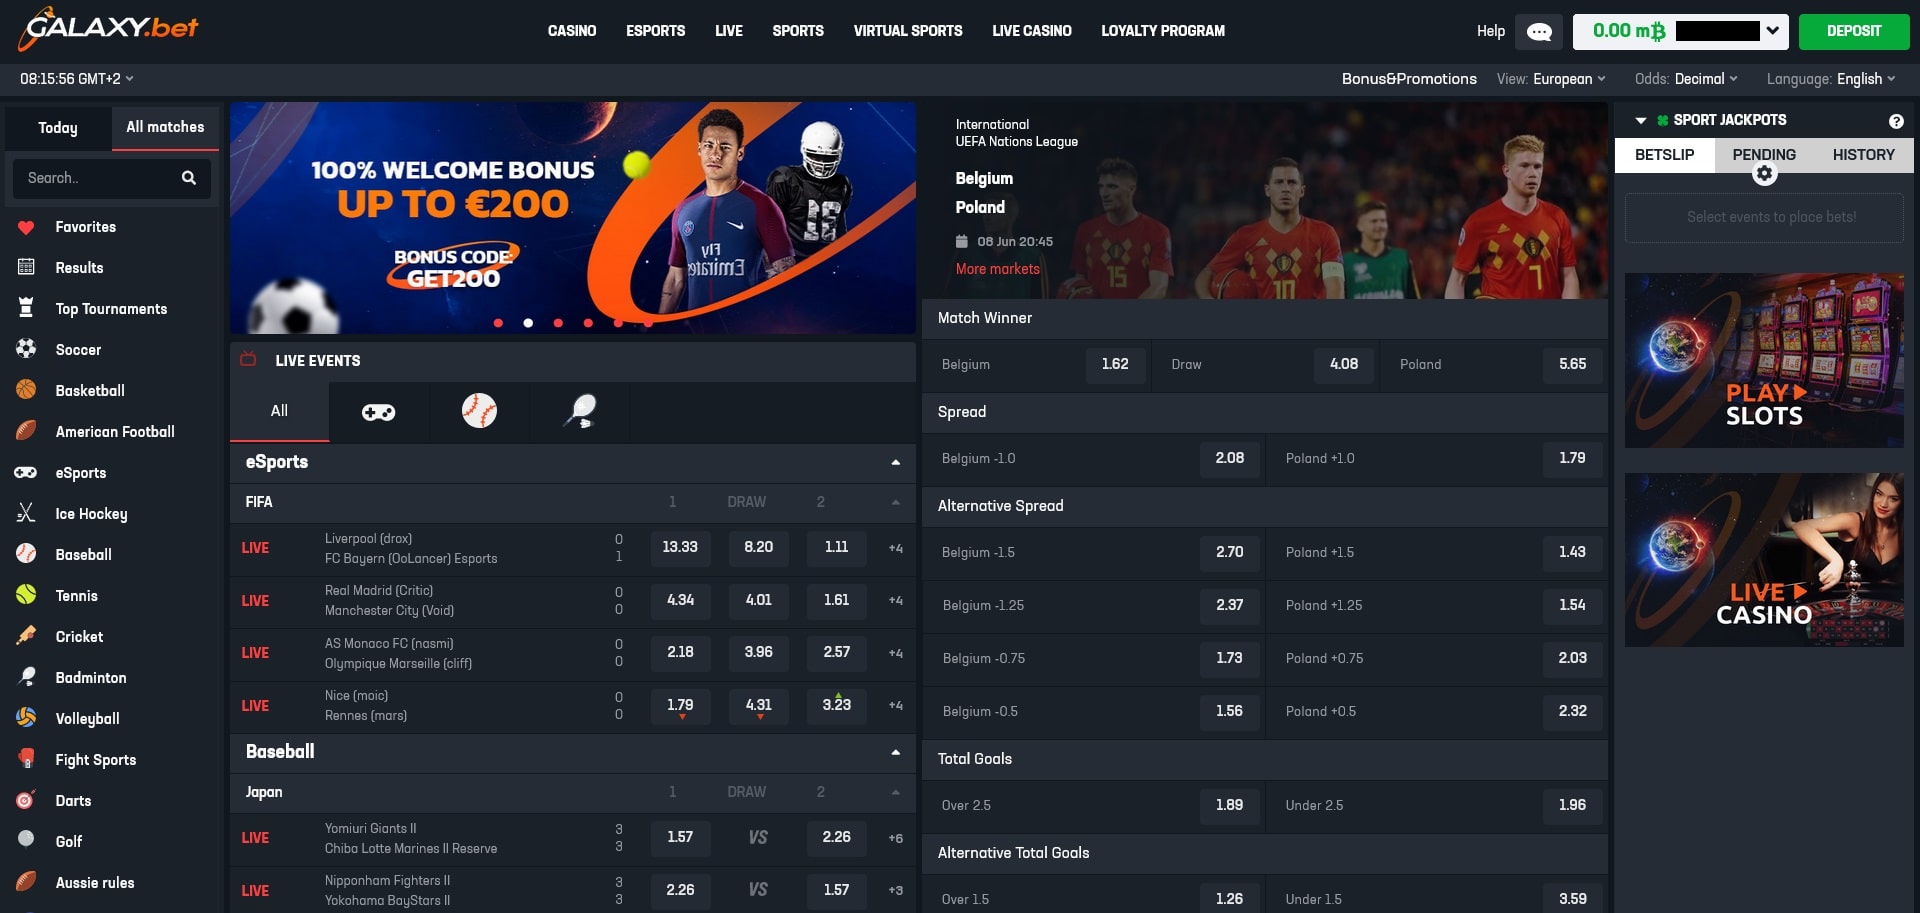 GALAXY.bet
CASINO
ESPORTS
LIVE
SPORTS
VIRTUAL SPORTS
LIVE CASINO
LOYALTY PROGRAM
Help
0.00 m₿
DEPOSIT
08:15:56 GMT+2
Bonus&Promotions
View: European
Odds: Decimal
Language: English
Today
All matches
Search..
Favorites
Results
Top Tournaments
Soccer
Basketball
American Football
eSports
Ice Hockey
Baseball
Tennis
Cricket
Badminton
Volleyball
Fight Sports
Darts
Golf
Aussie rules
100% WELCOME BONUS
UP TO €200
BONUS CODE:
GET200
Fly
Emirates
16
LIVE EVENTS
All
eSports
FIFA 1 DRAW 2
LIVE Liverpool (drax) 0 13.33 8.20 1.11 +4
FC Bayern (OoLancer) Esports 1
LIVE Real Madrid (Critic) 0 4.34 4.01 1.61 +4
Manchester City (Void) 0
LIVE AS Monaco FC (nasmi) 0 2.18 3.96 2.57 +4
Olympique Marseille (cliff) 0
LIVE Nice (moic) 0 1.79 4.31 3.23 +4
Rennes (mars) 0
Baseball
Japan 1 DRAW 2
LIVE Yomiuri Giants II 3 1.57 VS 2.26 +6
Chiba Lotte Marines II Reserve 3
LIVE Nipponham Fighters II 3 2.26 VS 1.57 +3
Yokohama BayStars II 3
International
UEFA Nations League
Belgium
Poland
08 Jun 20:45
More markets
15
10
7
Match Winner
Belgium 1.62 Draw 4.08 Poland 5.65
Spread
Belgium -1.0 2.08 Poland +1.0 1.79
Alternative Spread
Belgium -1.5 2.70 Poland +1.5 1.43
Belgium -1.25 2.37 Poland +1.25 1.54
Belgium -0.75 1.73 Poland +0.75 2.03
Belgium -0.5 1.56 Poland +0.5 2.32
Total Goals
Over 2.5 1.89 Under 2.5 1.96
Alternative Total Goals
Over 1.5 1.26 Under 1.5 3.59
SPORT JACKPOTS ?
BETSLIP
PENDING
HISTORY
Select events to place bets!
PLAY
SLOTS
LIVE
CASINO